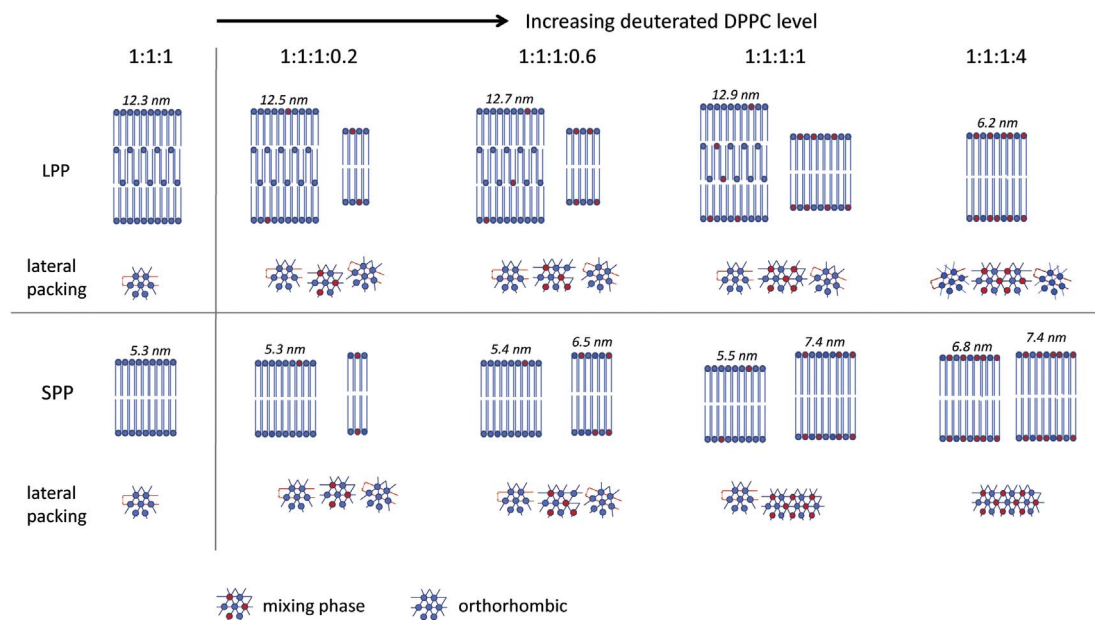 Increasing deuterated DPPC level
1:1:1 1:1:1:0.2 1:1:1:0.6 1:1:1:1 1:1:1:4
12.3 nm 12.5 nm 12.7 nm 12.9 nm 6.2 nm
LPP
lateral
packing
5.3 nm 5.3 nm 5.4 nm 6.5 nm 5.5 nm 7.4 nm 6.8 nm 7.4 nm
SPP
lateral
packing
mixing phase orthorhombic